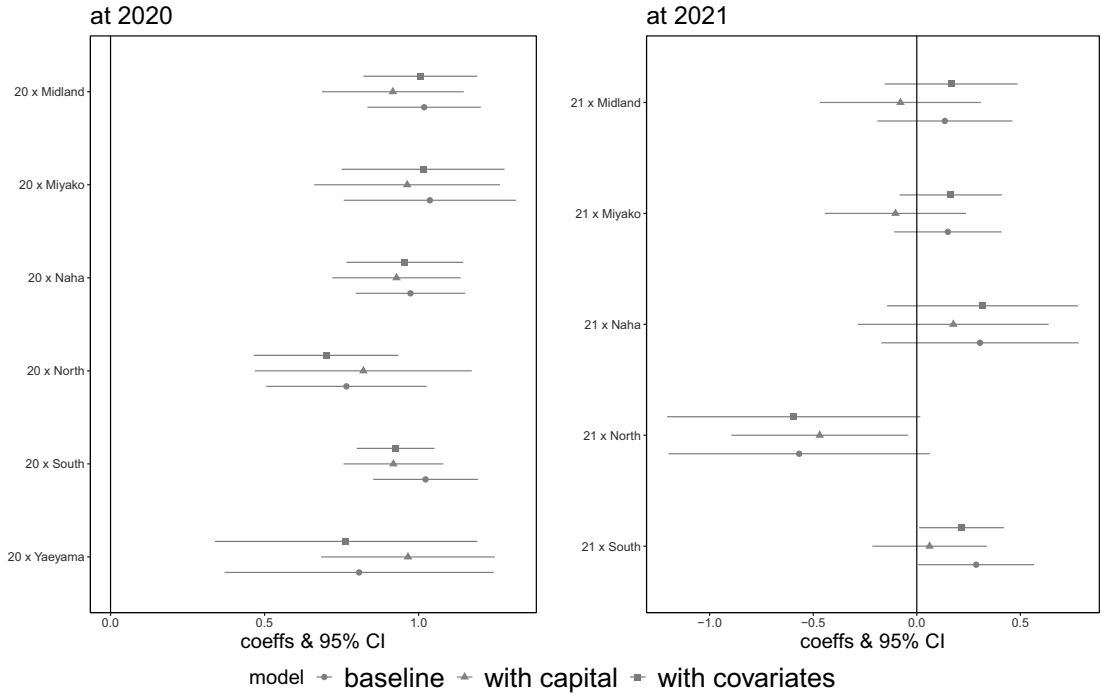 at 2020
20 x Midland
20 x Miyako
20 x Naha
20 x North
20 x South
20 x Yaeyama
0.0 0.5 1.0
coeffs & 95% CI
at 2021
21 x Midland
21 x Miyako
21 x Naha
21 x North
21 x South
−1.0 −0.5 0.0 0.5
coeffs & 95% CI
model baseline with capital with covariates